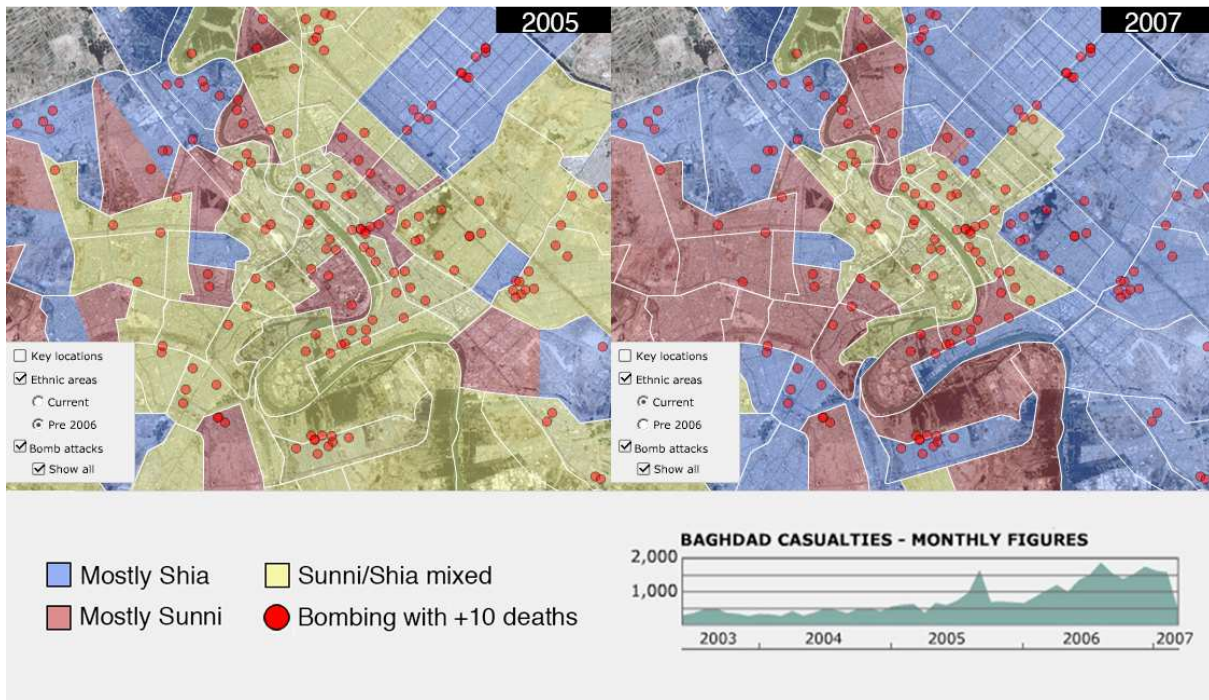 2005
2007
Key locations
Ethnic areas
Current
Pre 2006
Bomb attacks
Show all
Key locations
Ethnic areas
Current
Pre 2006
Bomb attacks
Show all
Mostly Shia
Sunni/Shia mixed
Mostly Sunni
Bombing with +10 deaths
BAGHDAD CASUALTIES - MONTHLY FIGURES
2,000
1,000
2003 2004 2005 2006 2007